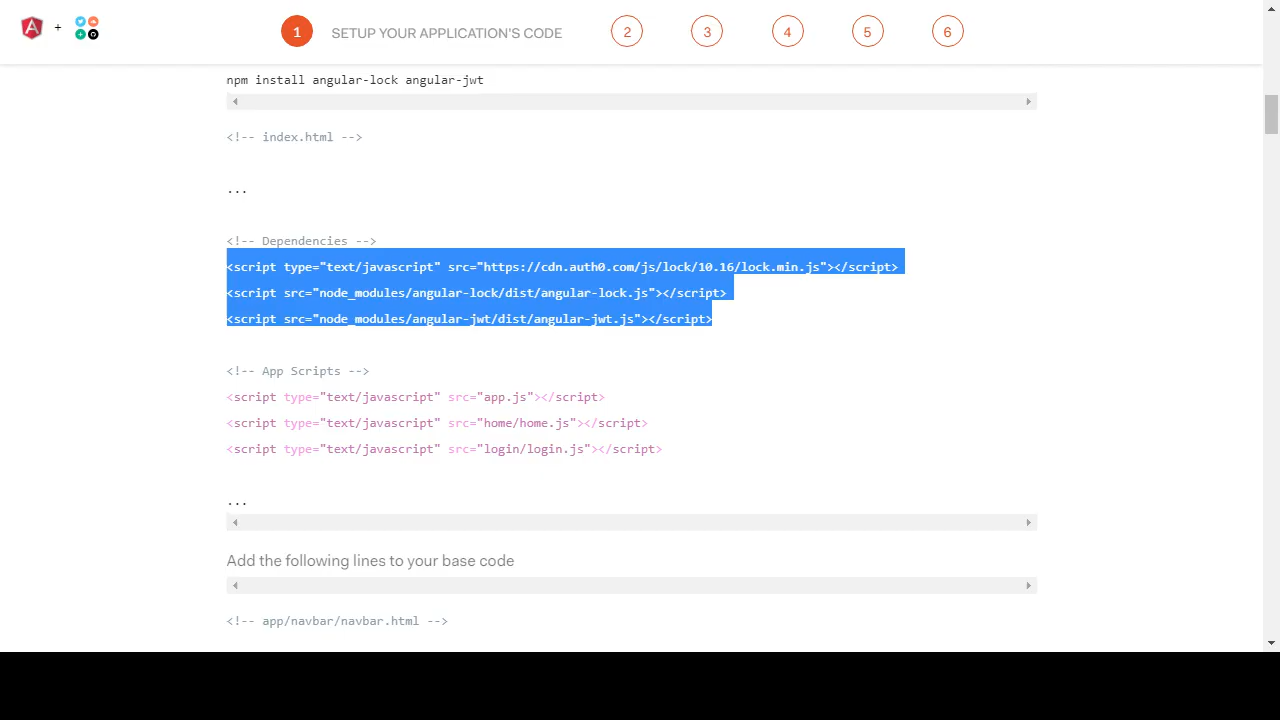 +
1 SETUP YOUR APPLICATION'S CODE 2 3 4 5 6
npm install angular-lock angular-jwt
<!-- index.html -->
...
<!-- Dependencies -->
<script type="text/javascript" src="https://cdn.auth0.com/js/lock/10.16/lock.min.js"></script>
<script src="node_modules/angular-lock/dist/angular-lock.js"></script>
<script src="node_modules/angular-jwt/dist/angular-jwt.js"></script>
<!-- App Scripts -->
<script type="text/javascript" src="app.js"></script>
<script type="text/javascript" src="home/home.js"></script>
<script type="text/javascript" src="login/login.js"></script>
...
Add the following lines to your base code
<!-- app/navbar/navbar.html -->